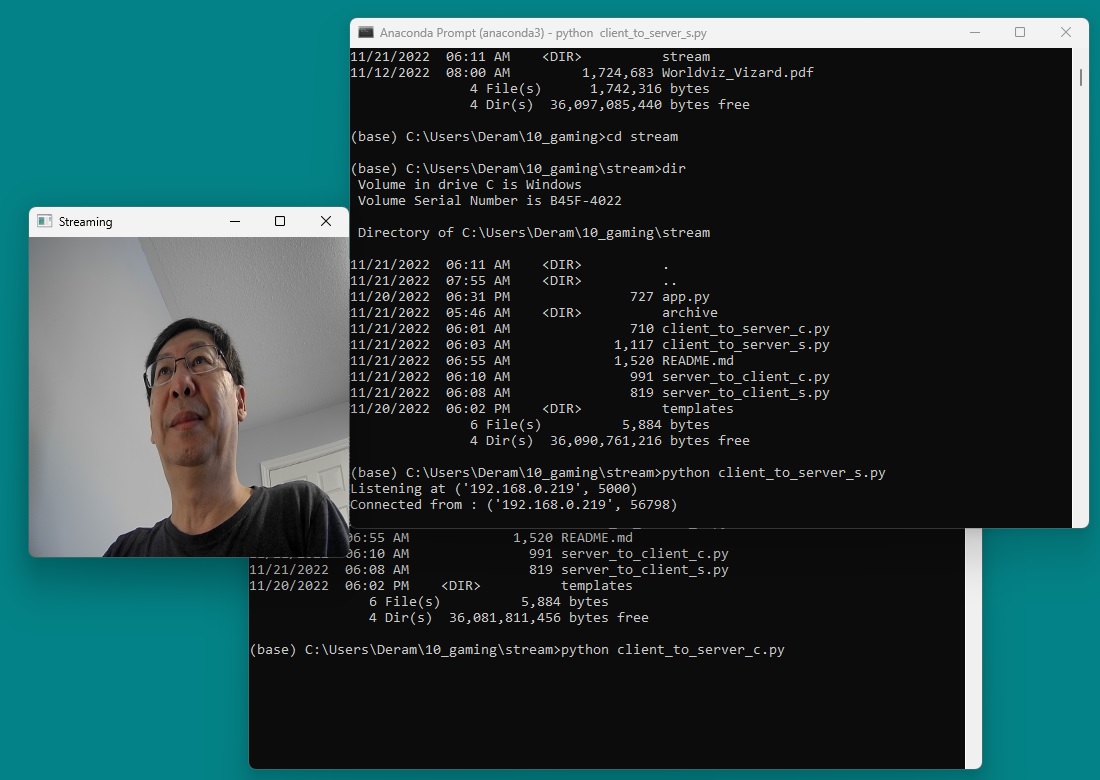 Anaconda Prompt (anaconda3) - python  client_to_server_s.py
11/21/2022  06:11 AM    <DIR>          stream
11/12/2022  08:00 AM         1,724,683 Worldviz_Vizard.pdf
               4 File(s)      1,742,316 bytes
               4 Dir(s)  36,097,085,440 bytes free
(base) C:\Users\Deram\10_gaming>cd stream
(base) C:\Users\Deram\10_gaming\stream>dir
 Volume in drive C is Windows
 Volume Serial Number is B45F-4022
 Directory of C:\Users\Deram\10_gaming\stream
11/21/2022  06:11 AM    <DIR>          .
11/21/2022  07:55 AM    <DIR>          ..
11/20/2022  06:31 PM               727 app.py
11/21/2022  05:46 AM    <DIR>          archive
11/21/2022  06:01 AM               710 client_to_server_c.py
11/21/2022  06:03 AM             1,117 client_to_server_s.py
11/21/2022  06:55 AM             1,520 README.md
11/21/2022  06:10 AM               991 server_to_client_c.py
11/21/2022  06:08 AM               819 server_to_client_s.py
11/20/2022  06:02 PM    <DIR>          templates
               6 File(s)          5,884 bytes
               4 Dir(s)  36,090,761,216 bytes free
(base) C:\Users\Deram\10_gaming\stream>python client_to_server_s.py
Listening at ('192.168.0.219', 5000)
Connected from : ('192.168.0.219', 56798)
Streaming
06:55 AM             1,520 README.md
06:10 AM               991 server_to_client_c.py
11/21/2022  06:08 AM               819 server_to_client_s.py
11/20/2022  06:02 PM    <DIR>          templates
               6 File(s)          5,884 bytes
               4 Dir(s)  36,081,811,456 bytes free
(base) C:\Users\Deram\10_gaming\stream>python client_to_server_c.py